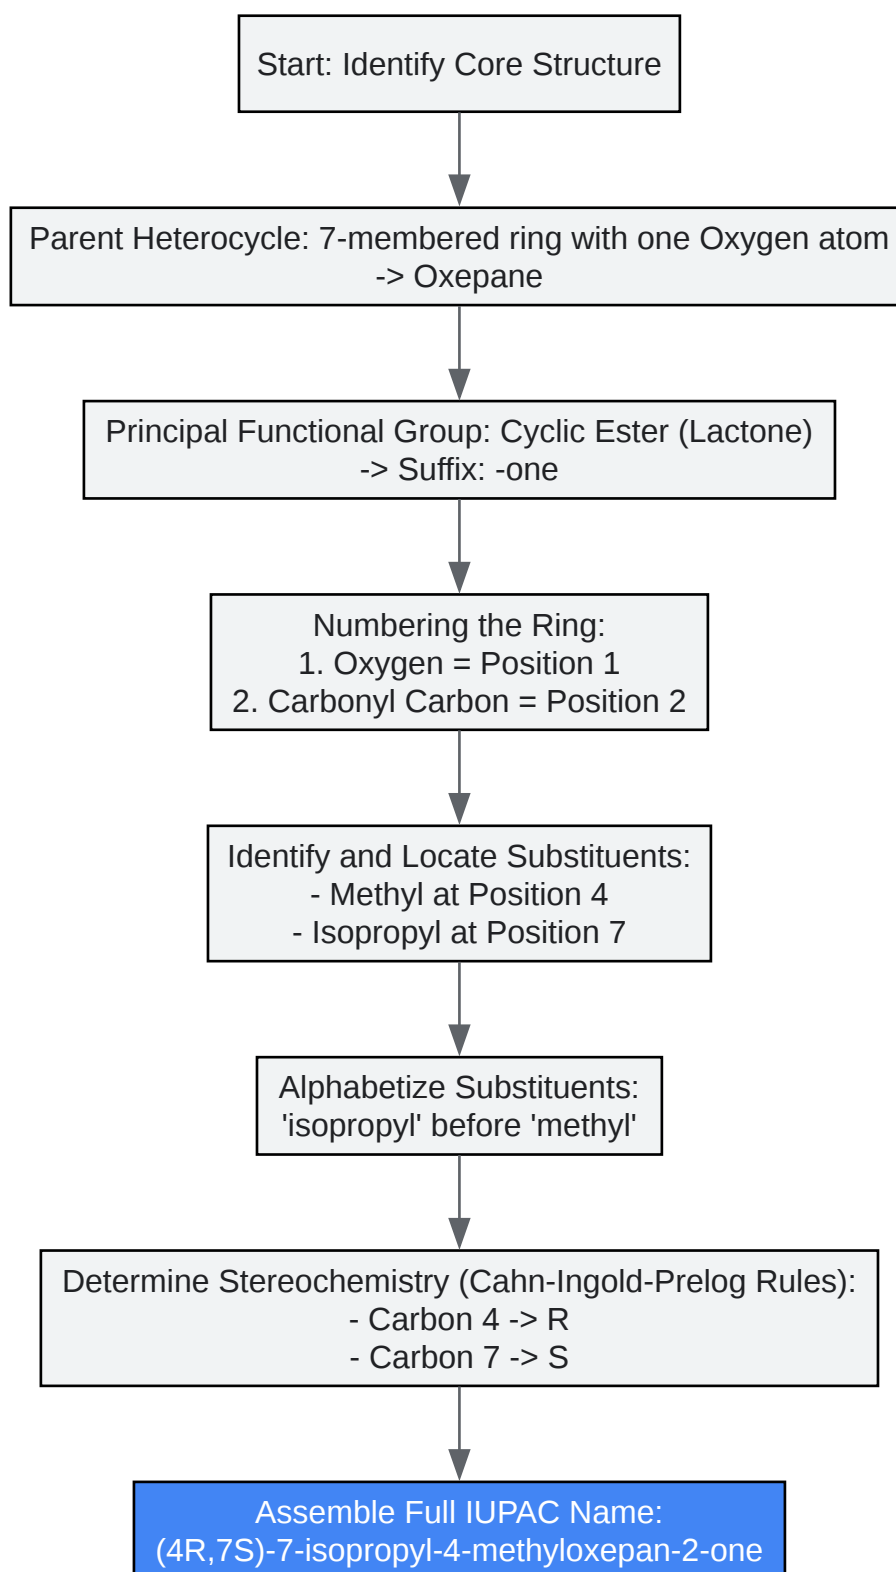 Start: Identify Core Structure
Parent Heterocycle: 7-membered ring with one Oxygen atom
-> Oxepane
Principal Functional Group: Cyclic Ester (Lactone)
-> Suffix: -one
Numbering the Ring:
1. Oxygen = Position 1
2. Carbonyl Carbon = Position 2
Identify and Locate Substituents:
- Methyl at Position 4
- Isopropyl at Position 7
Alphabetize Substituents:
'isopropyl' before 'methyl'
Determine Stereochemistry (Cahn-Ingold-Prelog Rules):
- Carbon 4 -> R
- Carbon 7 -> S
Assemble Full IUPAC Name:
(4R,7S)-7-isopropyl-4-methyloxepan-2-one